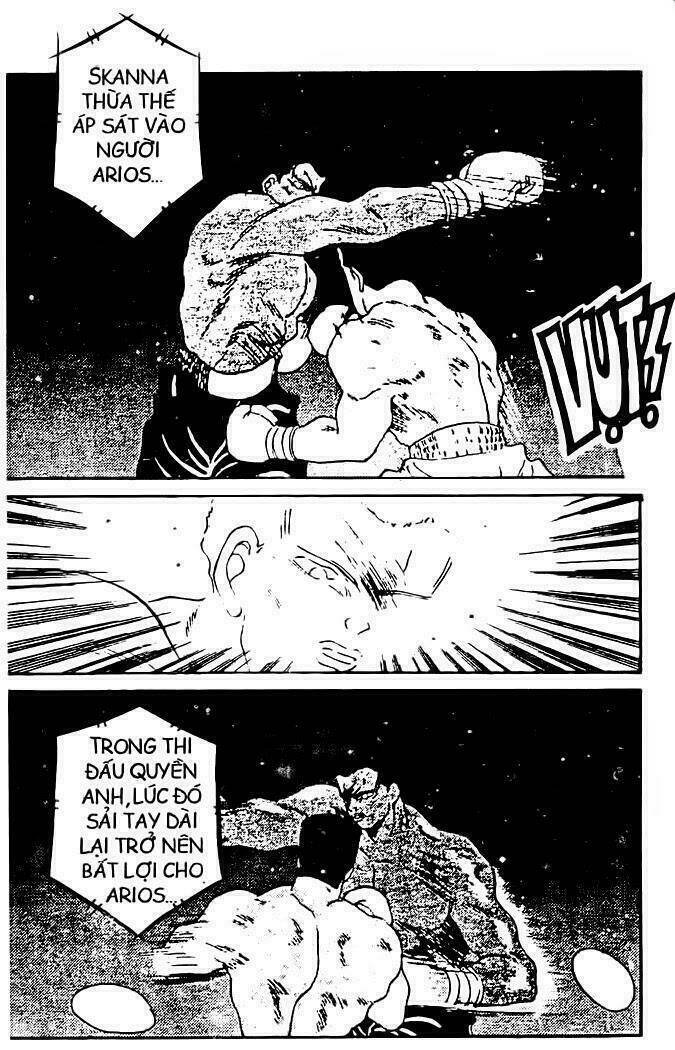 SKANNA
THỪA THẾ
ÁP SÁT VÀO
NGƯỜI
ARIOS...
VỤT!!
TRONG THI
ĐẤU QUYỀN
ANH, LÚC ĐÓ
SẢI TAY DÀI
LẠI TRỞ NÊN
BẤT LỢI CHO
ARIOS...